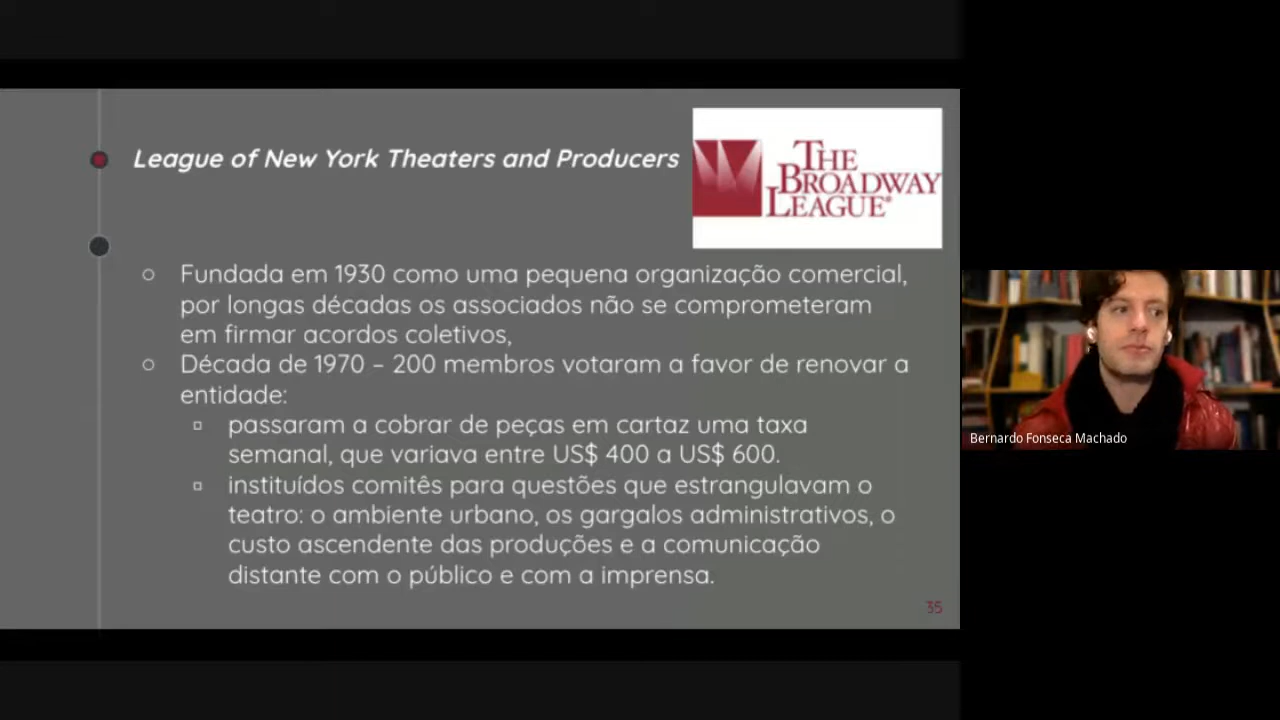 League of New York Theaters and Producers
THE
BROADWAY
LEAGUE®
Fundada em 1930 como uma pequena organização comercial,
por longas décadas os associados não se comprometeram
em firmar acordos coletivos,
Década de 1970 – 200 membros votaram a favor de renovar a
entidade:
passaram a cobrar de peças em cartaz uma taxa
semanal, que variava entre US$ 400 a US$ 600.
instituídos comitês para questões que estrangulavam o
teatro: o ambiente urbano, os gargalos administrativos, o
custo ascendente das produções e a comunicação
distante com o público e com a imprensa.
35
Bernardo Fonseca Machado